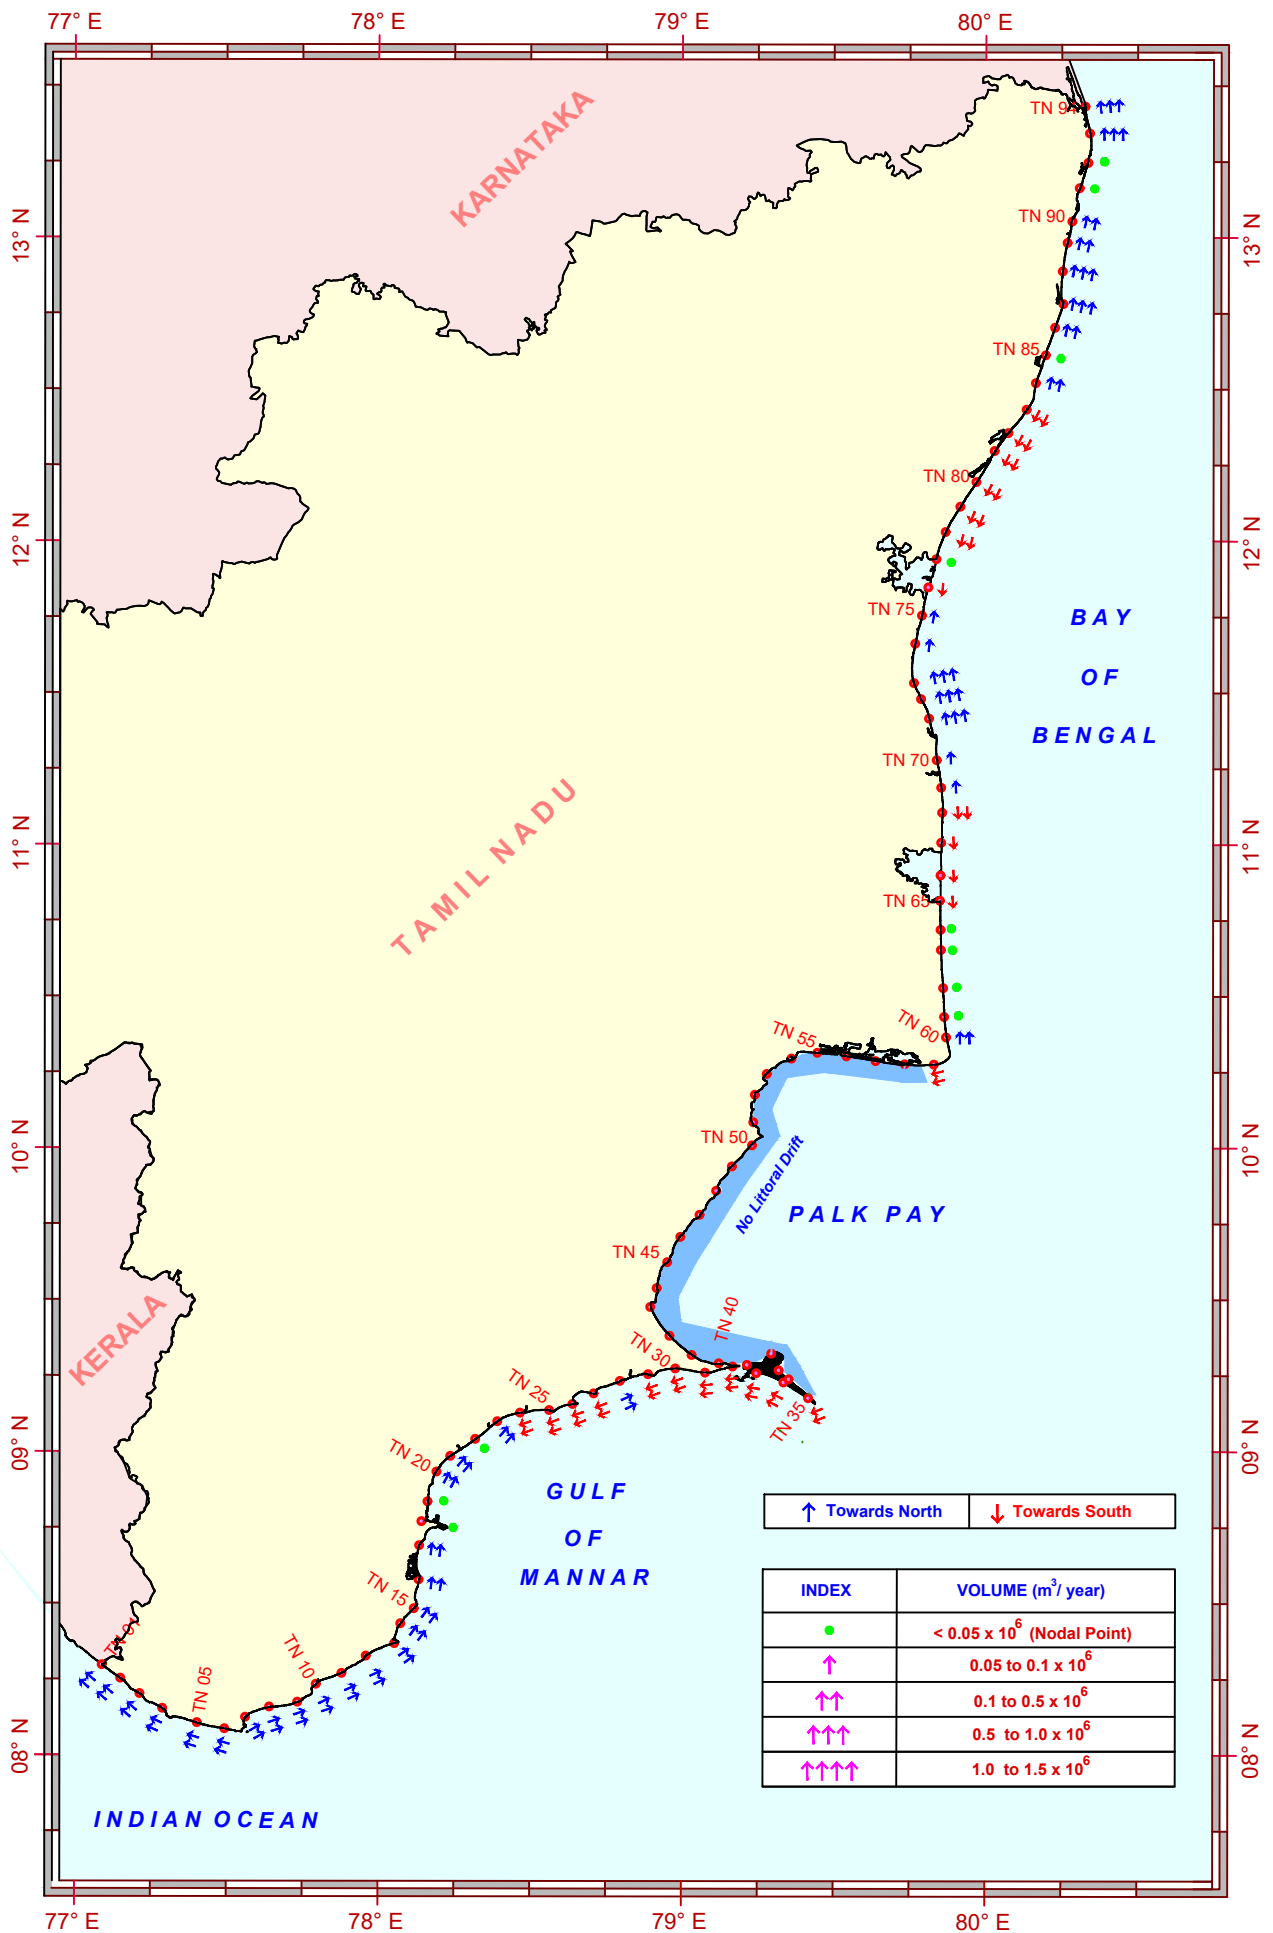 77° E 78° E 79° E 80° E
KARNATAKA
TN 94
13° N
TN 90
13° N
TN 85
TN 80
12° N
12° N
TN 75
BAY
OF
BENGAL
TN 70
TAMIL NADU
11° N
11° N
TN 65
TN 60
TN 55
10° N
TN 50
10° N
No Littoral Drift
PALK PAY
TN 45
TN 40
KERALA
TN 30
TN 25
TN 35
09° N
TN 20
09° N
GULF
OF
MANNAR
Towards North Towards South
TN 15
INDEX VOLUME (m³/ year)
< 0.05 x 10⁶ (Nodal Point)
TN 01
0.05 to 0.1 x 10⁶
TN 10
TN 05
0.1 to 0.5 x 10⁶
0.5 to 1.0 x 10⁶
08° N
08° N
1.0 to 1.5 x 10⁶
INDIAN OCEAN
77° E 78° E 79° E 80° E